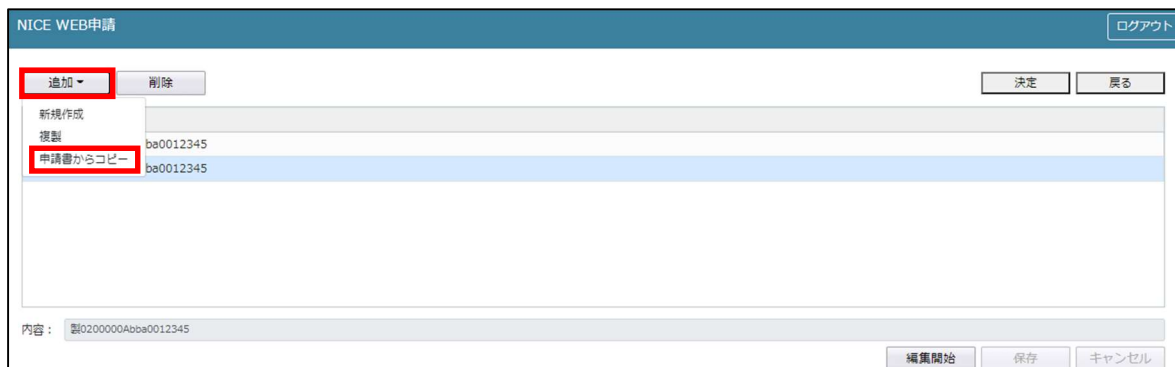 NICE WEB申請
ログアウト
追加 削除 決定 戻る
新規作成
複製
ba0012345
申請書からコピー
ba0012345
内容： 製0200000Abba0012345
編集開始 保存 キャンセル